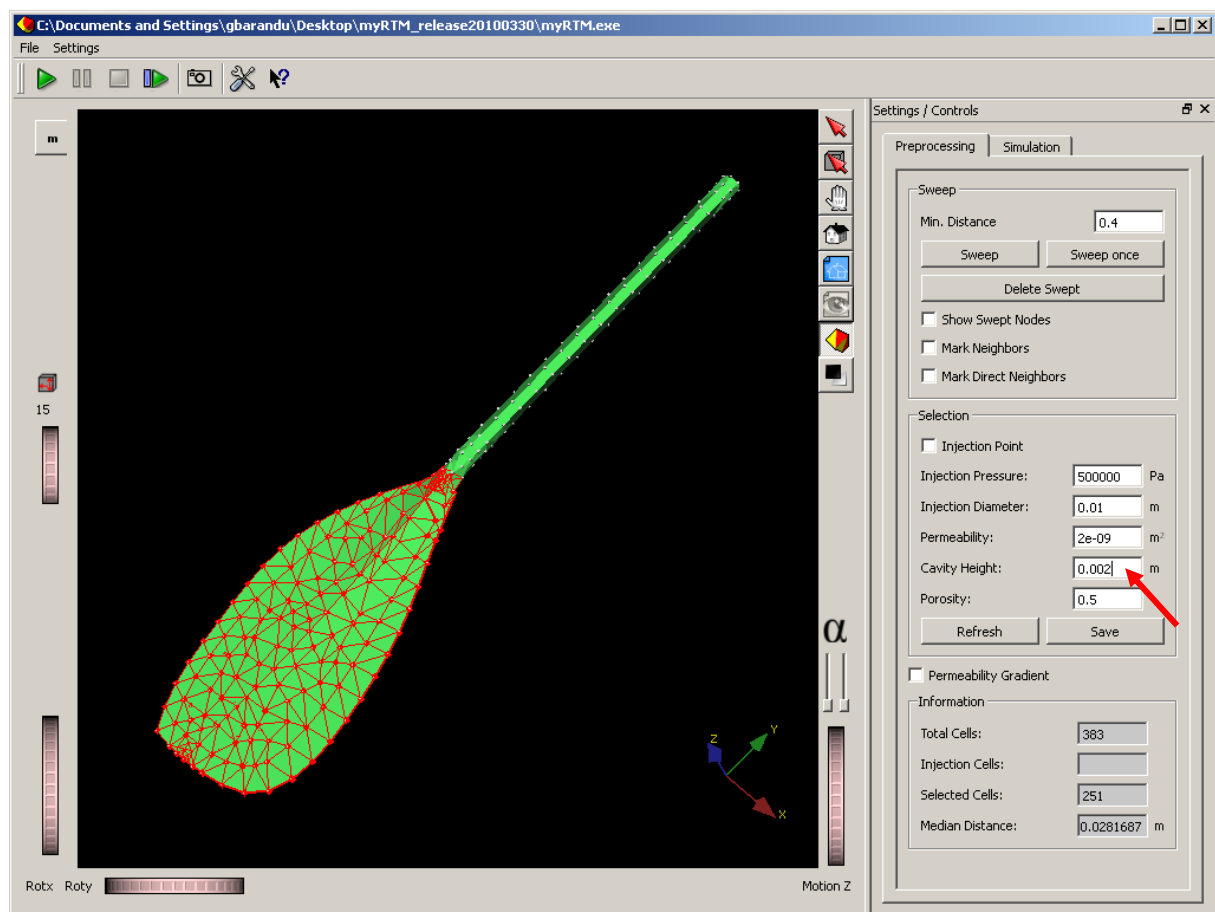 C:\Documents and Settings\gbarandu\Desktop\myRTM_release20100330\myRTM.exe
File Settings
m
15
α
Z
Y
X
Rotx Roty
Motion Z
Settings / Controls
Preprocessing Simulation
Sweep
Min. Distance 0.4
Sweep Sweep once
Delete Swept
Show Swept Nodes
Mark Neighbors
Mark Direct Neighbors
Selection
Injection Point
Injection Pressure: 500000 Pa
Injection Diameter: 0.01 m
Permeability: 2e-09 m²
Cavity Height: 0.002 m
Porosity: 0.5
Refresh Save
Permeability Gradient
Information
Total Cells: 383
Injection Cells:
Selected Cells: 251
Median Distance: 0.0281687 m